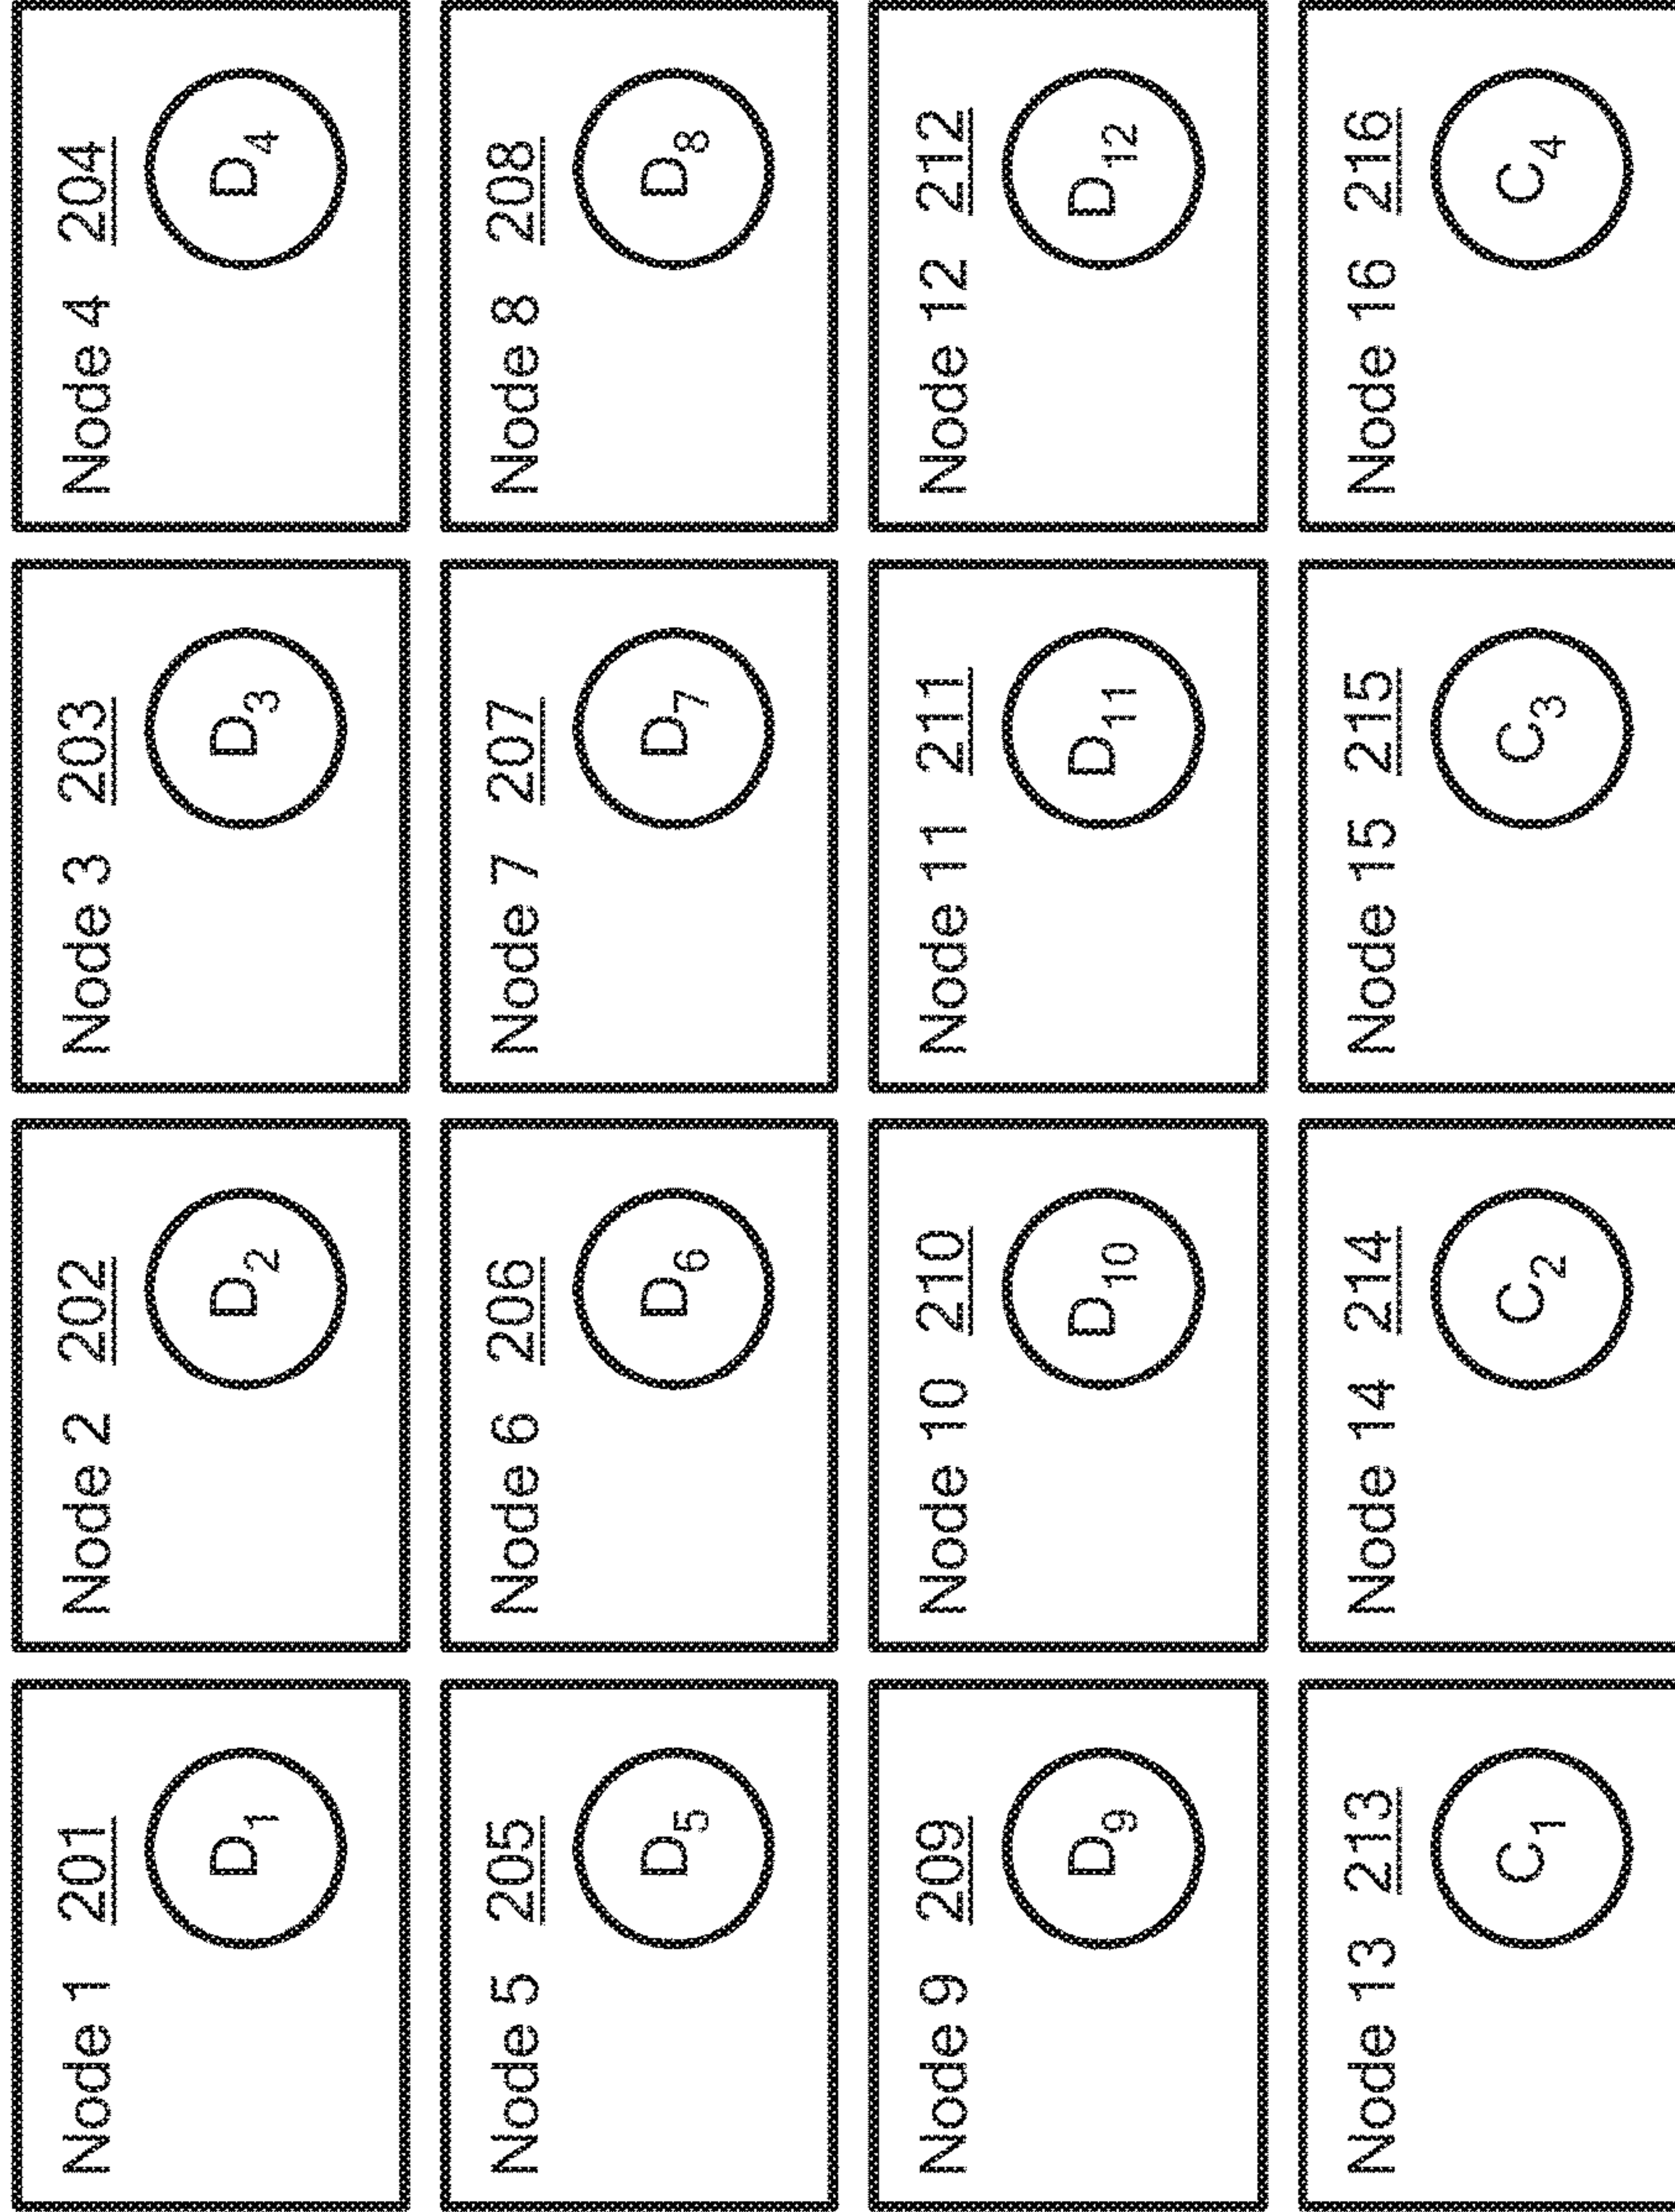 Node 1 201
D1
Node 2 202
D2
Node 3 203
D3
Node 4 204
D4
Node 5 205
D5
Node 6 206
D6
Node 7 207
D7
Node 8 208
D8
Node 9 209
D9
Node 10 210
D10
Node 11 211
D11
Node 12 212
D12
Node 13 213
C1
Node 14 214
C2
Node 15 215
C3
Node 16 216
C4